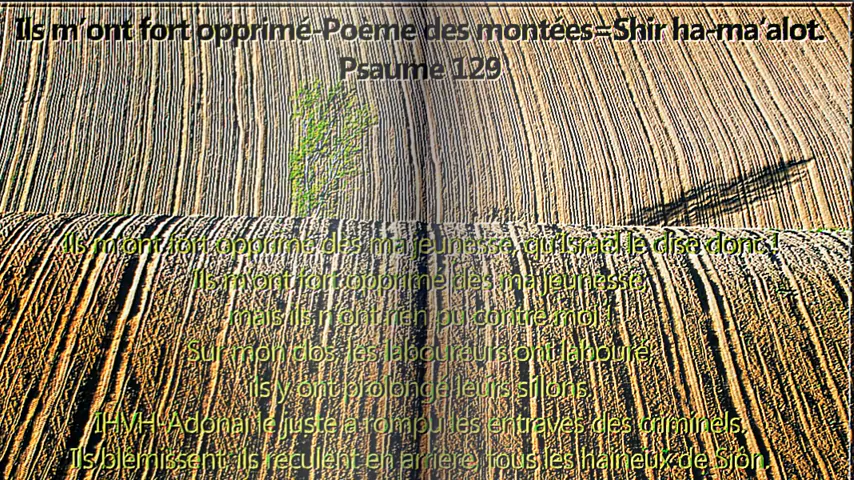 Ils m'ont fort opprimé-Poème des montées=Shir ha-ma'alot.
Psaume 129
Ils m'ont fort opprimé dès ma jeunesse, qu'Israël le dise donc !
Ils m'ont fort opprimé dès ma jeunesse,
mais ils n'ont rien pu contre moi !
Sur mon dos, les laboureurs ont labouré
ils y ont prolongé leurs sillons.
IHVH-Adonaï le juste a rompu les entraves des criminels.
Ils blêmissent, ils reculent en arrière, tous les haineux de Siôn.